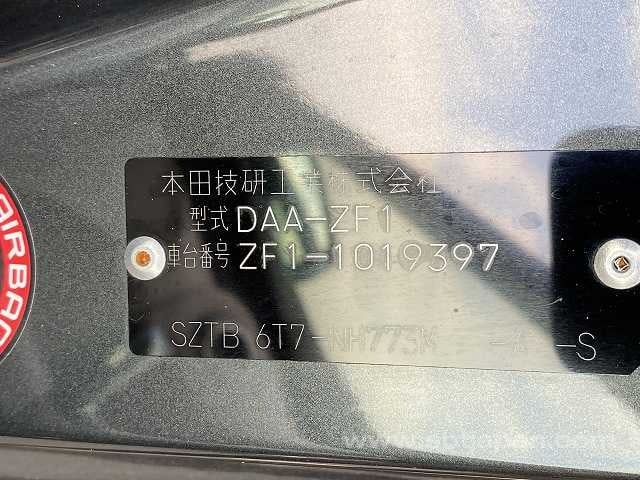 本田技研工業株式会社
型式 DAA-ZF1
車台番号 ZF1-1019397
SZTB 6T7-NH773M - -S
AIRBAG